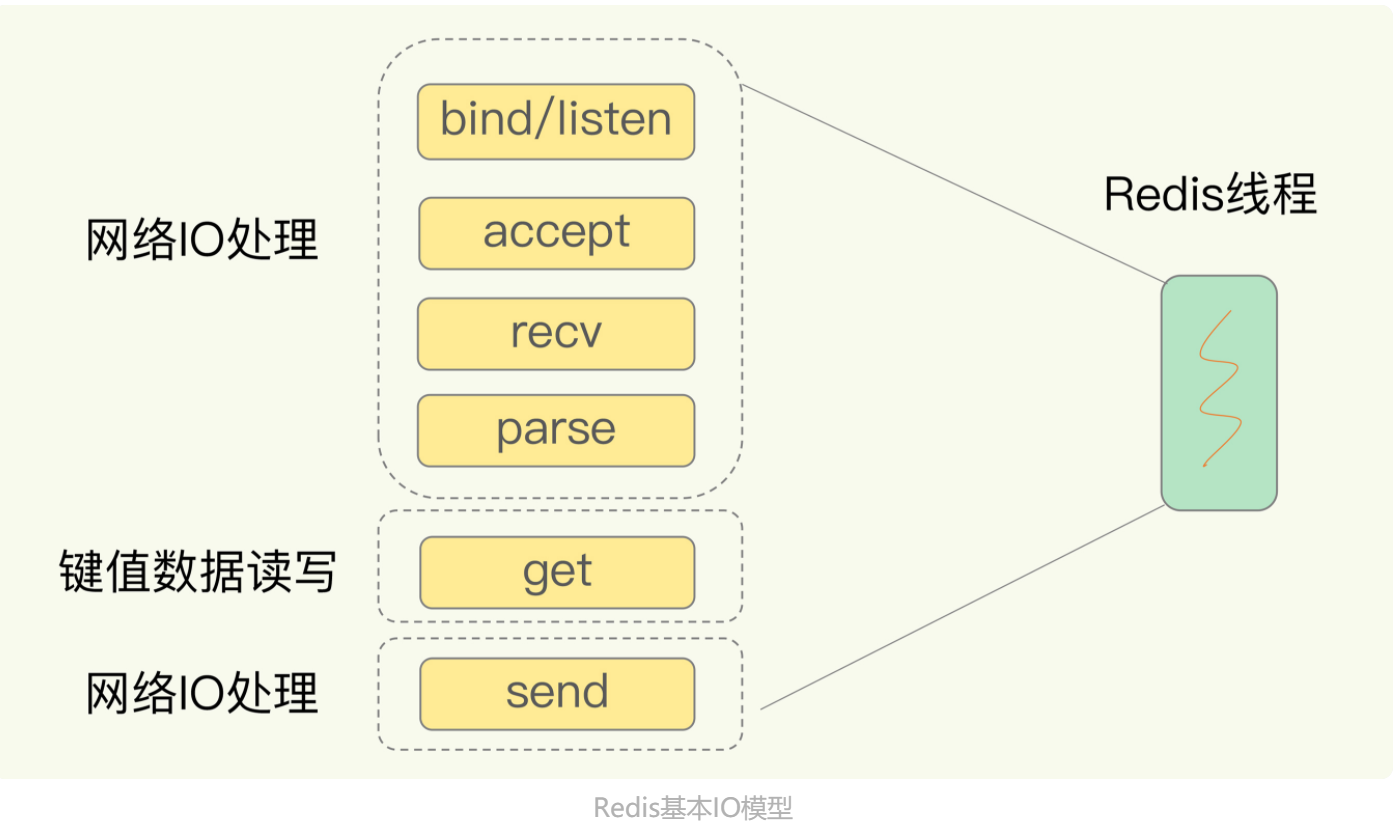 bind/listen
网络IO处理
accept
Redis线程
recv
parse
键值数据读写
get
网络IO处理
send
Redis基本IO模型